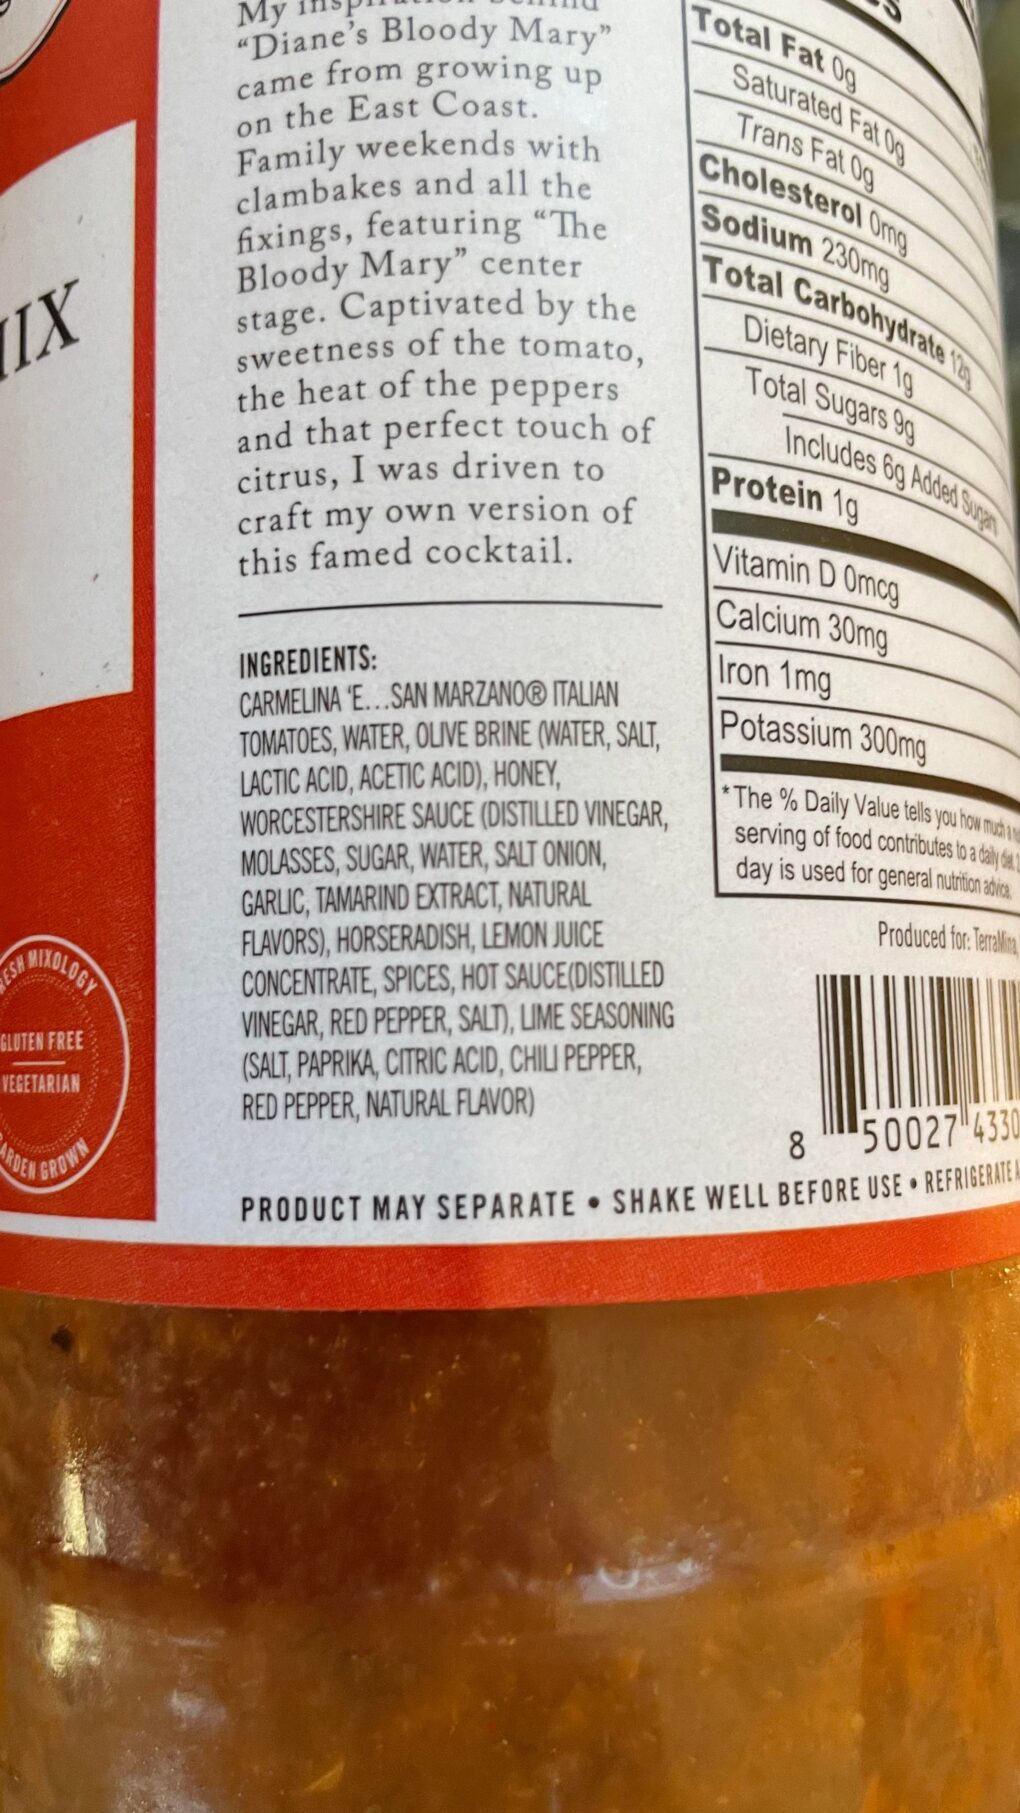 IIX
ESH MIXOLOGY
GLUTEN FREE
VEGETARIAN
ARDEN GROWN
My
"Diane's Bloody Mary"
came from growing up
on the East Coast.
Family weekends with
clambakes and all the
fixings, featuring "The
Bloody Mary" center
stage. Captivated by the
sweetness of the tomato,
the heat of the peppers
and that perfect touch of
citrus, I was driven to
craft my own version of
this famed cocktail.
INGREDIENTS:
CARMELINA 'E...SAN MARZANO® ITALIAN
TOMATOES, WATER, OLIVE BRINE (WATER, SALT,
LACTIC ACID, ACETIC ACID), HONEY,
WORCESTERSHIRE SAUCE (DISTILLED VINEGAR,
MOLASSES, SUGAR, WATER, SALT ONION,
GARLIC, TAMARIND EXTRACT, NATURAL
FLAVORS), HORSERADISH, LEMON JUICE
CONCENTRATE, SPICES, HOT SAUCE(DISTILLED
VINEGAR, RED PEPPER, SALT), LIME SEASONING
(SALT, PAPRIKA, CITRIC ACID, CHILI PEPPER,
RED PEPPER, NATURAL FLAVOR)
PRODUCT MAY SEPARATE • SHAKE WELL BEFORE USE • REFRIGERATE
Total Fat 0g
Saturated Fat 0g
Trans Fat 0g
Cholesterol 0mg
Sodium 230mg
Total Carbohydrate 12g
Dietary Fiber 1g
Total Sugars 9g
Includes 6g Added Sugars
Protein 1g
Vitamin D 0mcg
Calcium 30mg
Iron 1mg
Potassium 300mg
*The % Daily Value tells you how much a
serving of food contributes to a daily diet.
day is used for general nutrition advice.
Produced for: TerraMina,
8 50027 4330